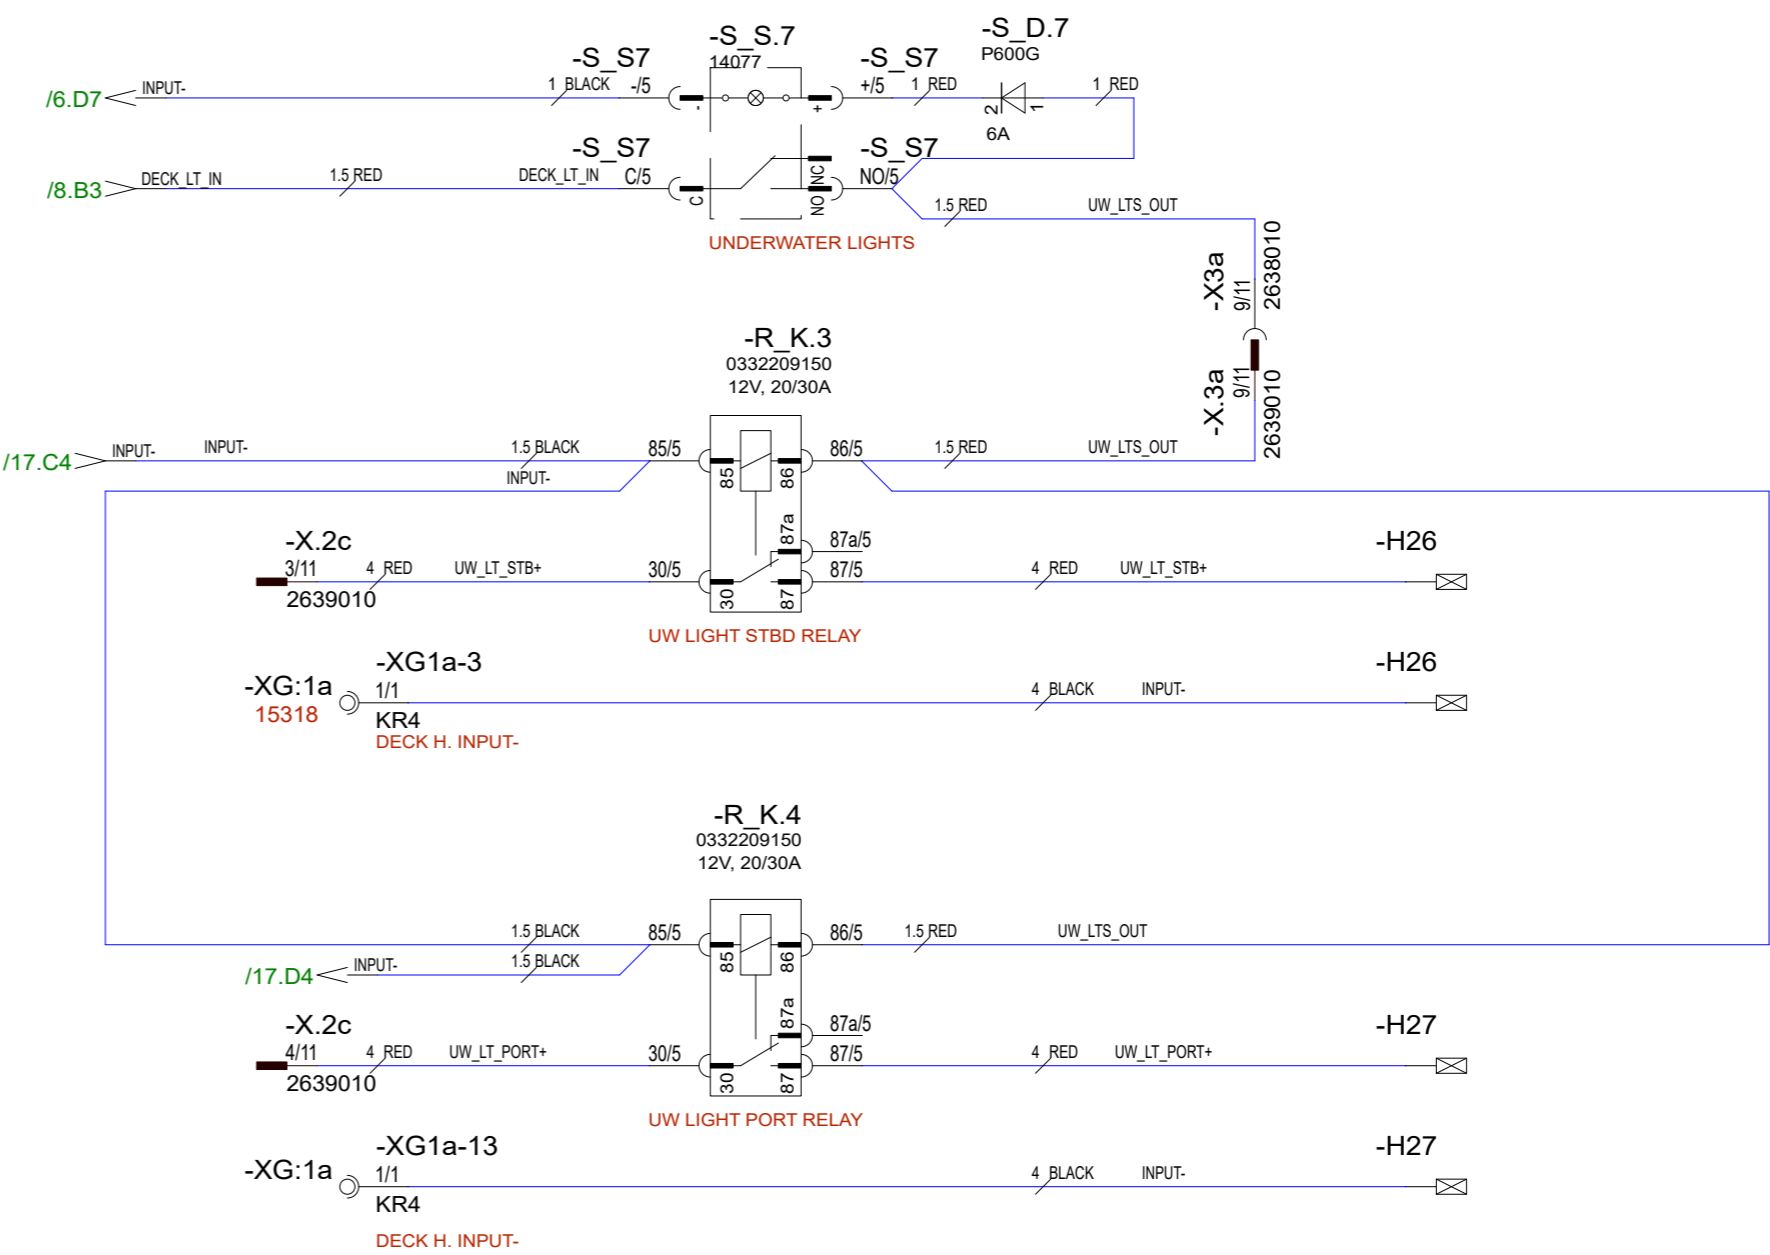 -S_S.7
14077
-S_D.7
P600G
-S_S7
-S_S7
/6.D7
INPUT-
1 BLACK
-/5
-
+
+/5
1 RED
2
1
6A
1 RED
-S_S7
-S_S7
/8.B3
DECK_LT_IN
1.5 RED
DECK_LT_IN
C/5
C
NC
NO
NO/5
1.5 RED
UW_LTS_OUT
UNDERWATER LIGHTS
-X3a
9/11
2638010
-X.3a
9/11
2639010
-R_K.3
0332209150
12V, 20/30A
/17.C4
INPUT-
INPUT-
1.5 BLACK
85/5
85
86
86/5
1.5 RED
UW_LTS_OUT
INPUT-
-X.2c
3/11
2639010
4 RED
UW_LT_STB+
30/5
30
87a
87
87a/5
87/5
4 RED
UW_LT_STB+
-H26
UW LIGHT STBD RELAY
-XG:1a
15318
-XG1a-3
1/1
KR4
DECK H. INPUT-
4 BLACK
INPUT-
-H26
-R_K.4
0332209150
12V, 20/30A
1.5 BLACK
85/5
85
86
86/5
1.5 RED
UW_LTS_OUT
/17.D4
INPUT-
1.5 BLACK
-X.2c
4/11
2639010
4 RED
UW_LT_PORT+
30/5
30
87a
87
87a/5
87/5
4 RED
UW_LT_PORT+
-H27
UW LIGHT PORT RELAY
-XG:1a
-XG1a-13
1/1
KR4
DECK H. INPUT-
4 BLACK
INPUT-
-H27